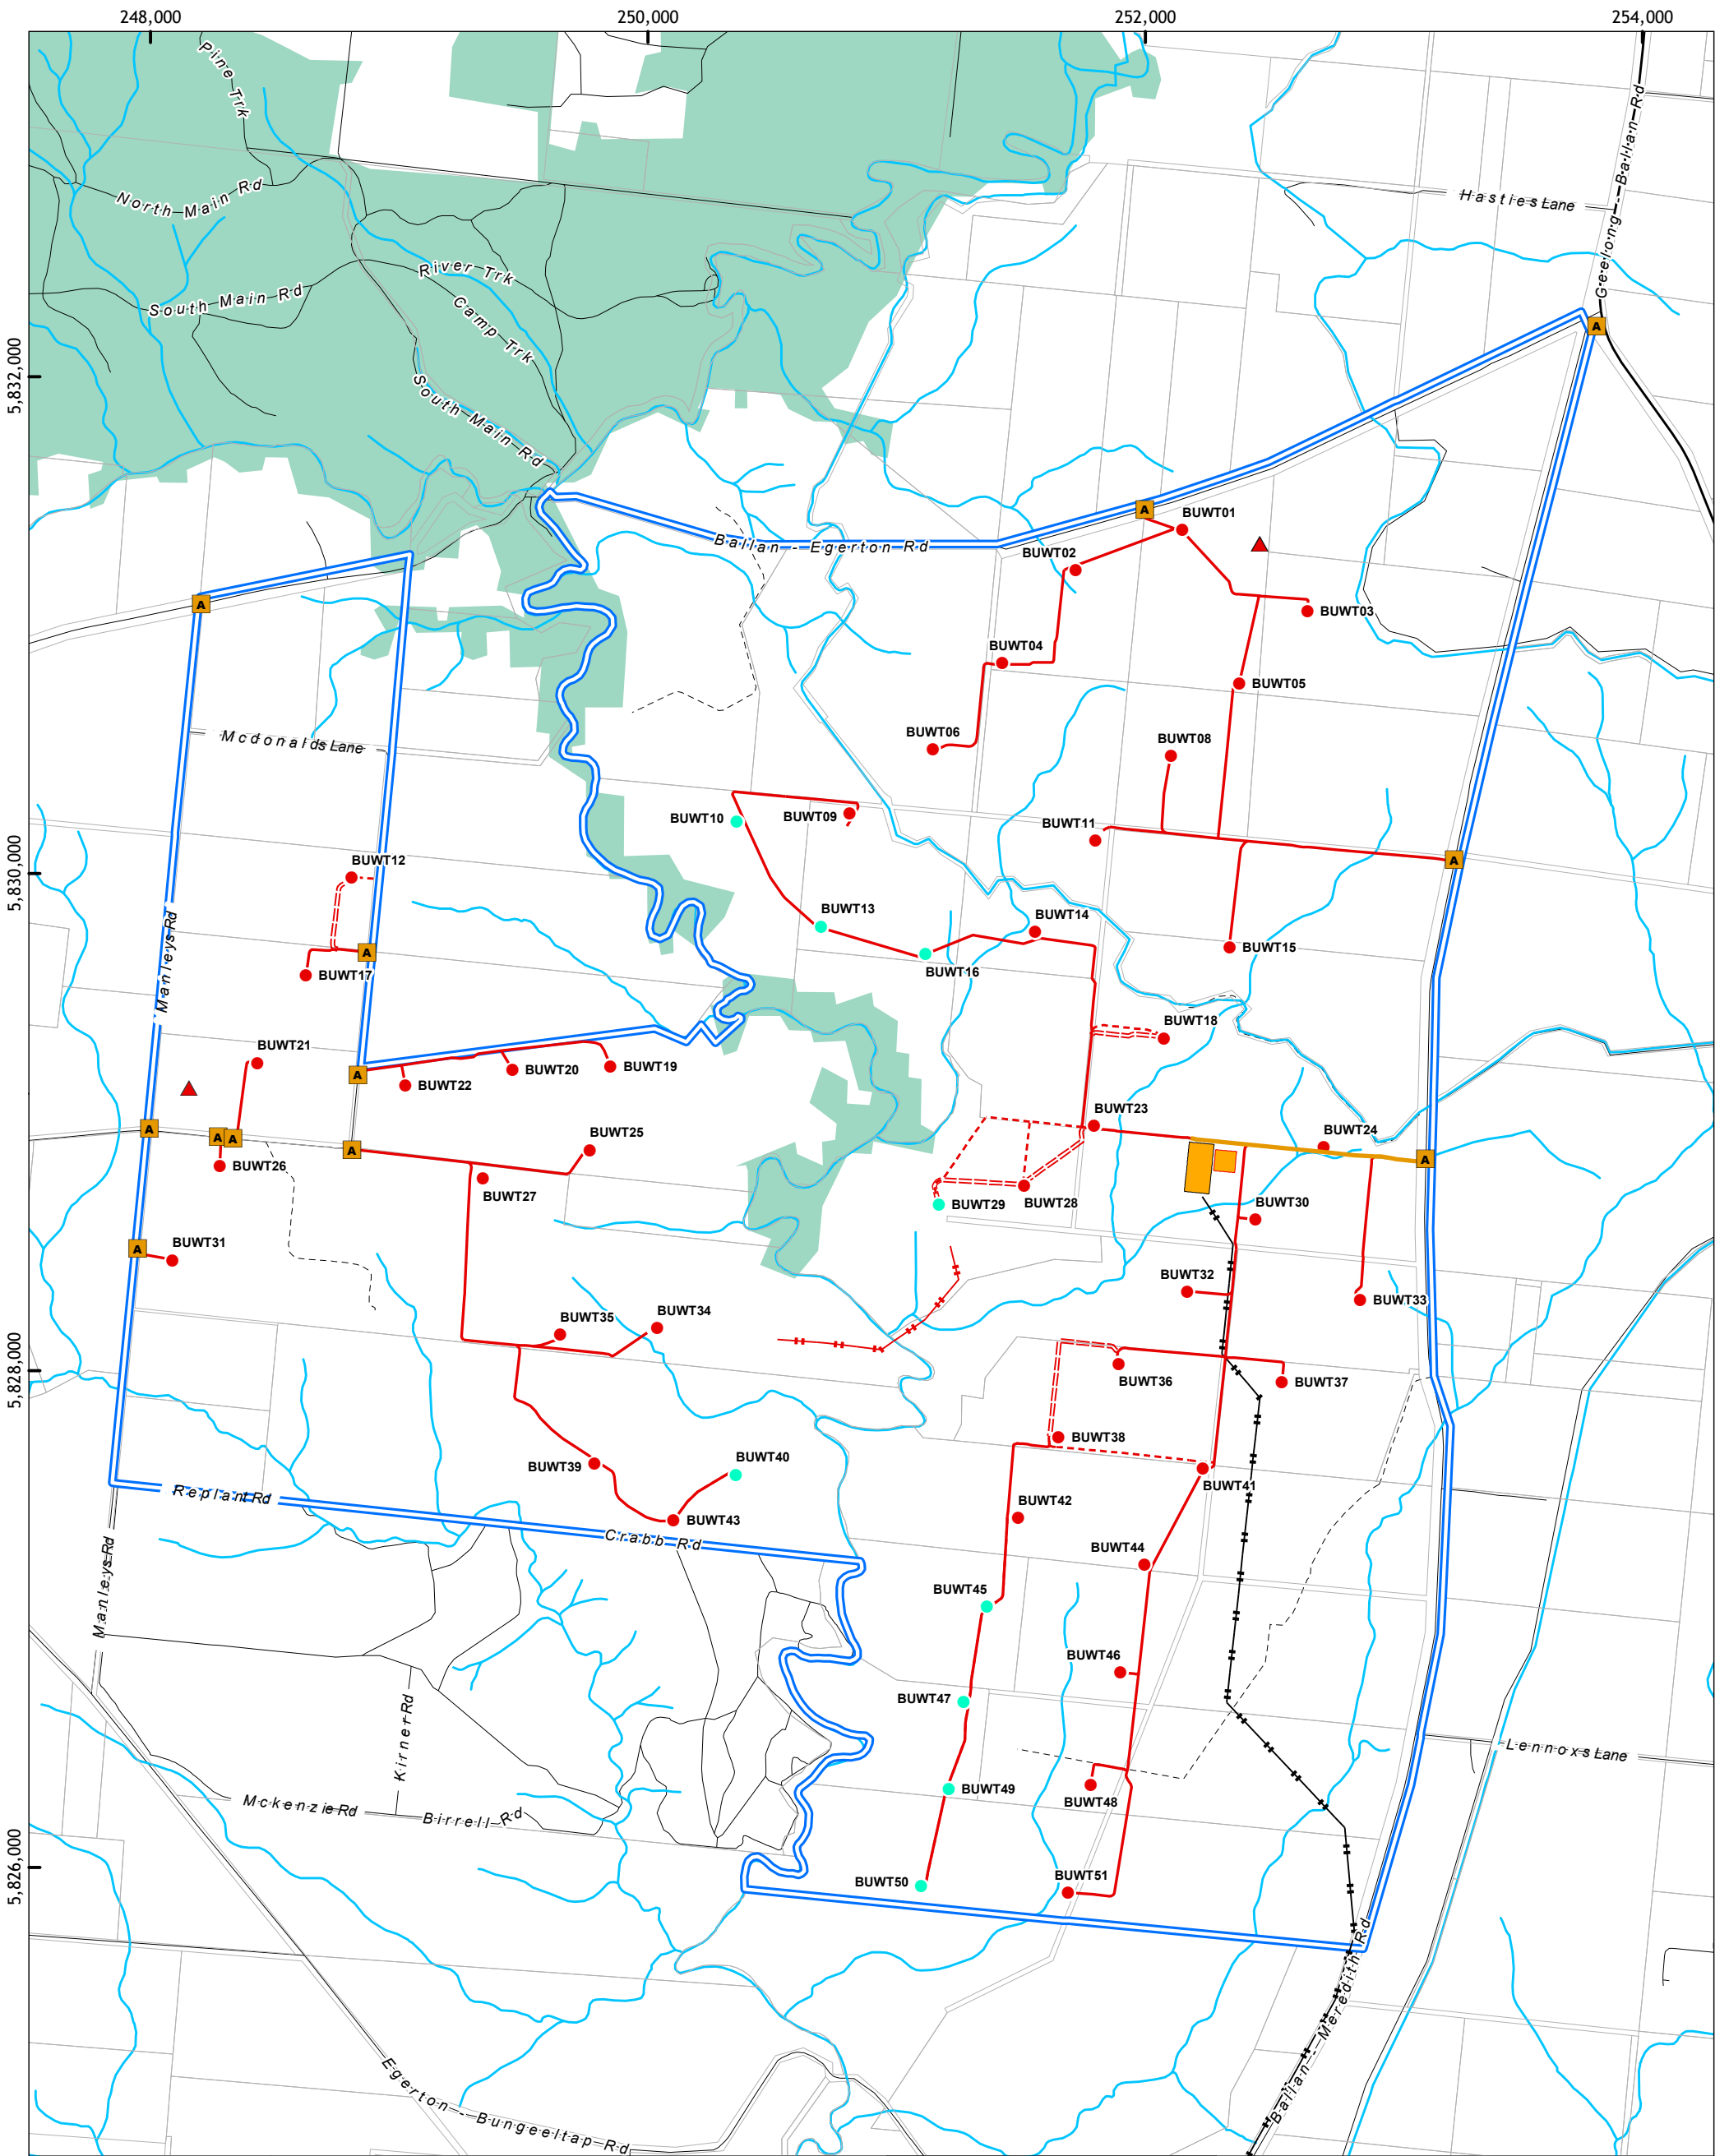 248,000
250,000
252,000
254,000
Pine Trk
Geelong - Ballan Rd
North Main Rd
Hasties Lane
River Trk
South Main Rd
Camp Trk
5,832,000
South Main Rd
A
A
BUWT01
Ballan - Egerton Rd
BUWT02
A
BUWT03
BUWT04
BUWT05
Mcdonalds Lane
BUWT06
BUWT08
BUWT10
BUWT09
BUWT11
5,830,000
BUWT12
A
Manleys Rd
BUWT13
BUWT14
A
BUWT17
BUWT16
BUWT15
BUWT18
BUWT21
BUWT20
BUWT19
A
BUWT22
BUWT23
A
A
A
BUWT25
BUWT24
A
A
BUWT26
BUWT27
BUWT29
BUWT28
BUWT30
BUWT31
A
BUWT32
BUWT33
BUWT35
BUWT34
5,828,000
BUWT36
BUWT37
BUWT38
BUWT39
BUWT40
BUWT41
Replant Rd
BUWT43
BUWT42
Crabb Rd
BUWT44
Manleys Rd
BUWT45
BUWT46
BUWT47
Kirner Rd
Lennoxs Lane
BUWT49
BUWT48
Mckenzie Rd
Birrell Rd
5,826,000
BUWT50
BUWT51
Ballan - Meredith Rd
Egerton - Bungeeltap Rd